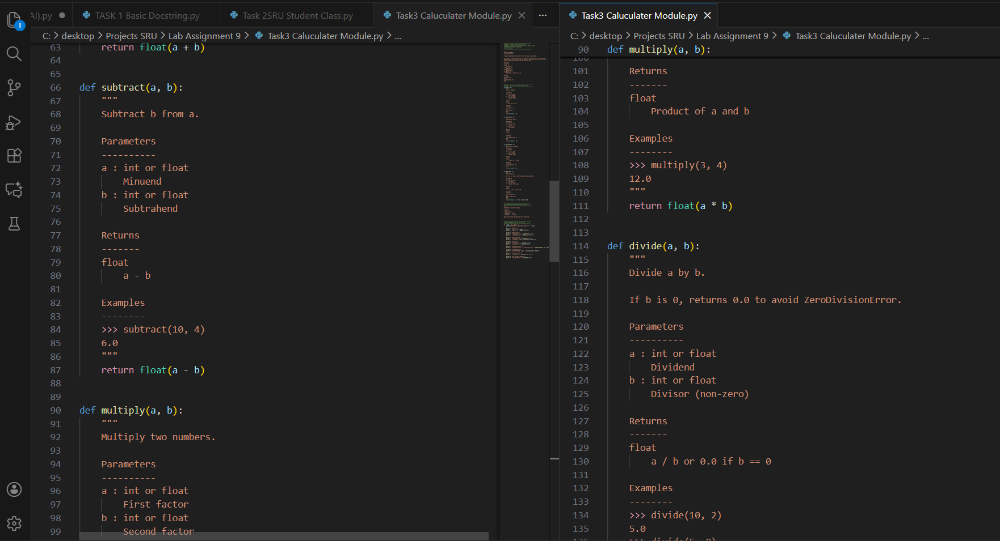 AI).py
TASK 1 Basic Docstring.py
Task 2SRU Student Class.py
Task3 Caluculater Module.py
...
1
C: > desktop > Projects SRU > Lab Assignment 9 > Task3 Caluculater Module.py > ...
63 return float(a + b)
64
65
66 def subtract(a, b):
67 """
68 Subtract b from a.
69
70 Parameters
71 ----------
72 a : int or float
73 Minuend
74 b : int or float
75 Subtrahend
76
77 Returns
78 -------
79 float
80 a - b
81
82 Examples
83 --------
84 >>> subtract(10, 4)
85 6.0
86 """
87 return float(a - b)
88
89
90 def multiply(a, b):
91 """
92 Multiply two numbers.
93
94 Parameters
95 ----------
96 a : int or float
97 First factor
98 b : int or float
99 Second factor
Task3 Caluculater Module.py
C: > desktop > Projects SRU > Lab Assignment 9 > Task3 Caluculater Module.py > ...
90 def multiply(a, b):
100
101 Returns
102 -------
103 float
104 Product of a and b
105
106 Examples
107 --------
108 >>> multiply(3, 4)
109 12.0
110 """
111 return float(a * b)
112
113
114 def divide(a, b):
115 """
116 Divide a by b.
117
118 If b is 0, returns 0.0 to avoid ZeroDivisionError.
119
120 Parameters
121 ----------
122 a : int or float
123 Dividend
124 b : int or float
125 Divisor (non-zero)
126
127 Returns
128 -------
129 float
130 a / b or 0.0 if b == 0
131
132 Examples
133 --------
134 >>> divide(10, 2)
135 5.0